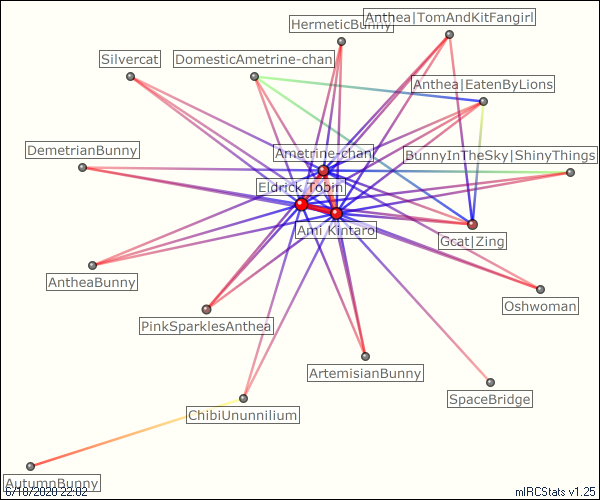 HermeticBunny
Anthea|TomAndKitFangirl
Silvercat
DomesticAmetrine-chan
Anthea|EatenByLions
DemetrianBunny
Ametrine-chan
BunnyInTheSky|ShinyThings
Eldrick_Tobin
Ami_Kintaro
Gcat|Zing
AntheaBunny
Oshwoman
PinkSparklesAnthea
ArtemisianBunny
SpaceBridge
ChibiUnunnilium
AutumnBunny
6/18/2020 22:02
mIRCStats v1.25